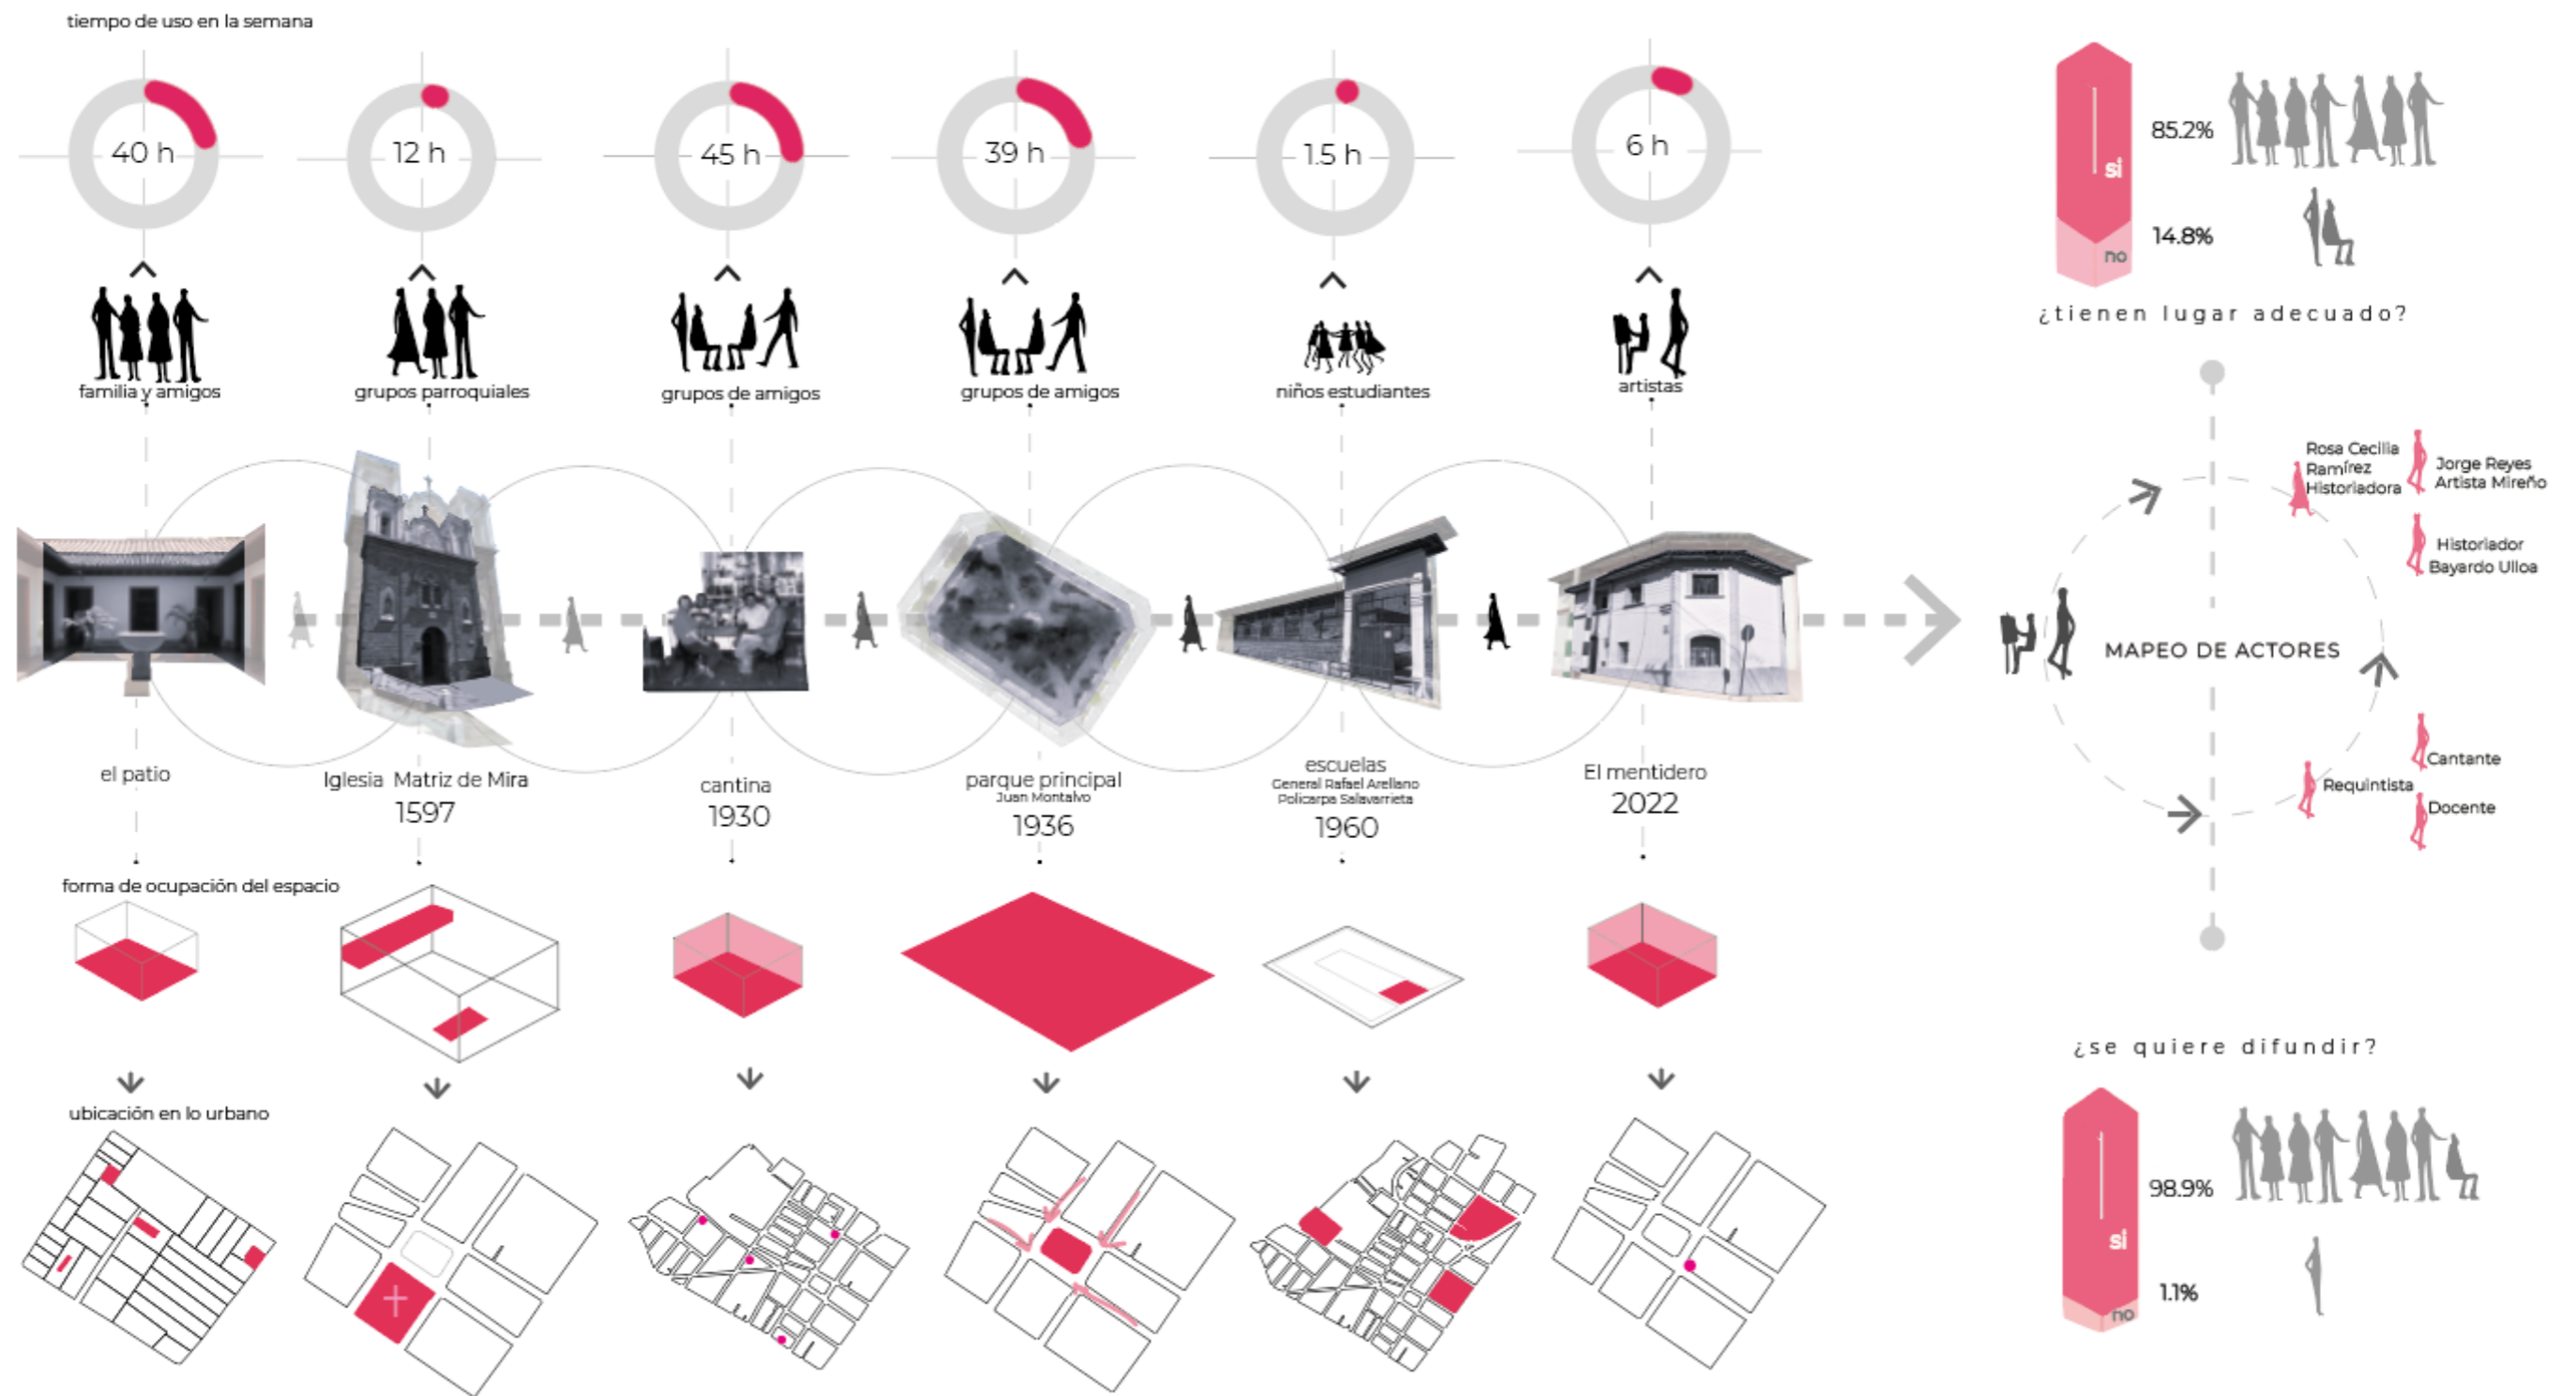 tiempo de uso en la semana
40 h
12 h
45 h
39 h
1.5 h
6 h
familia y amigos
grupos parroquiales
grupos de amigos
grupos de amigos
niños estudiantes
artistas
el patio
Iglesia Matriz de Mira
1597
cantina
1930
parque principal
Juan Montalvo
1936
escuelas
General Rafael Arellano
Policarpa Salavarrieta
1960
El mentidero
2022
forma de ocupación del espacio
ubicación en lo urbano
85.2%
si
14.8%
no
¿tienen lugar adecuado?
Rosa Cecilia
Ramírez
Historiadora
Jorge Reyes
Artista Mireño
Historiador
Bayardo Ulloa
MAPEO DE ACTORES
Cantante
Requintista
Docente
¿se quiere difundir?
98.9%
si
1.1%
no